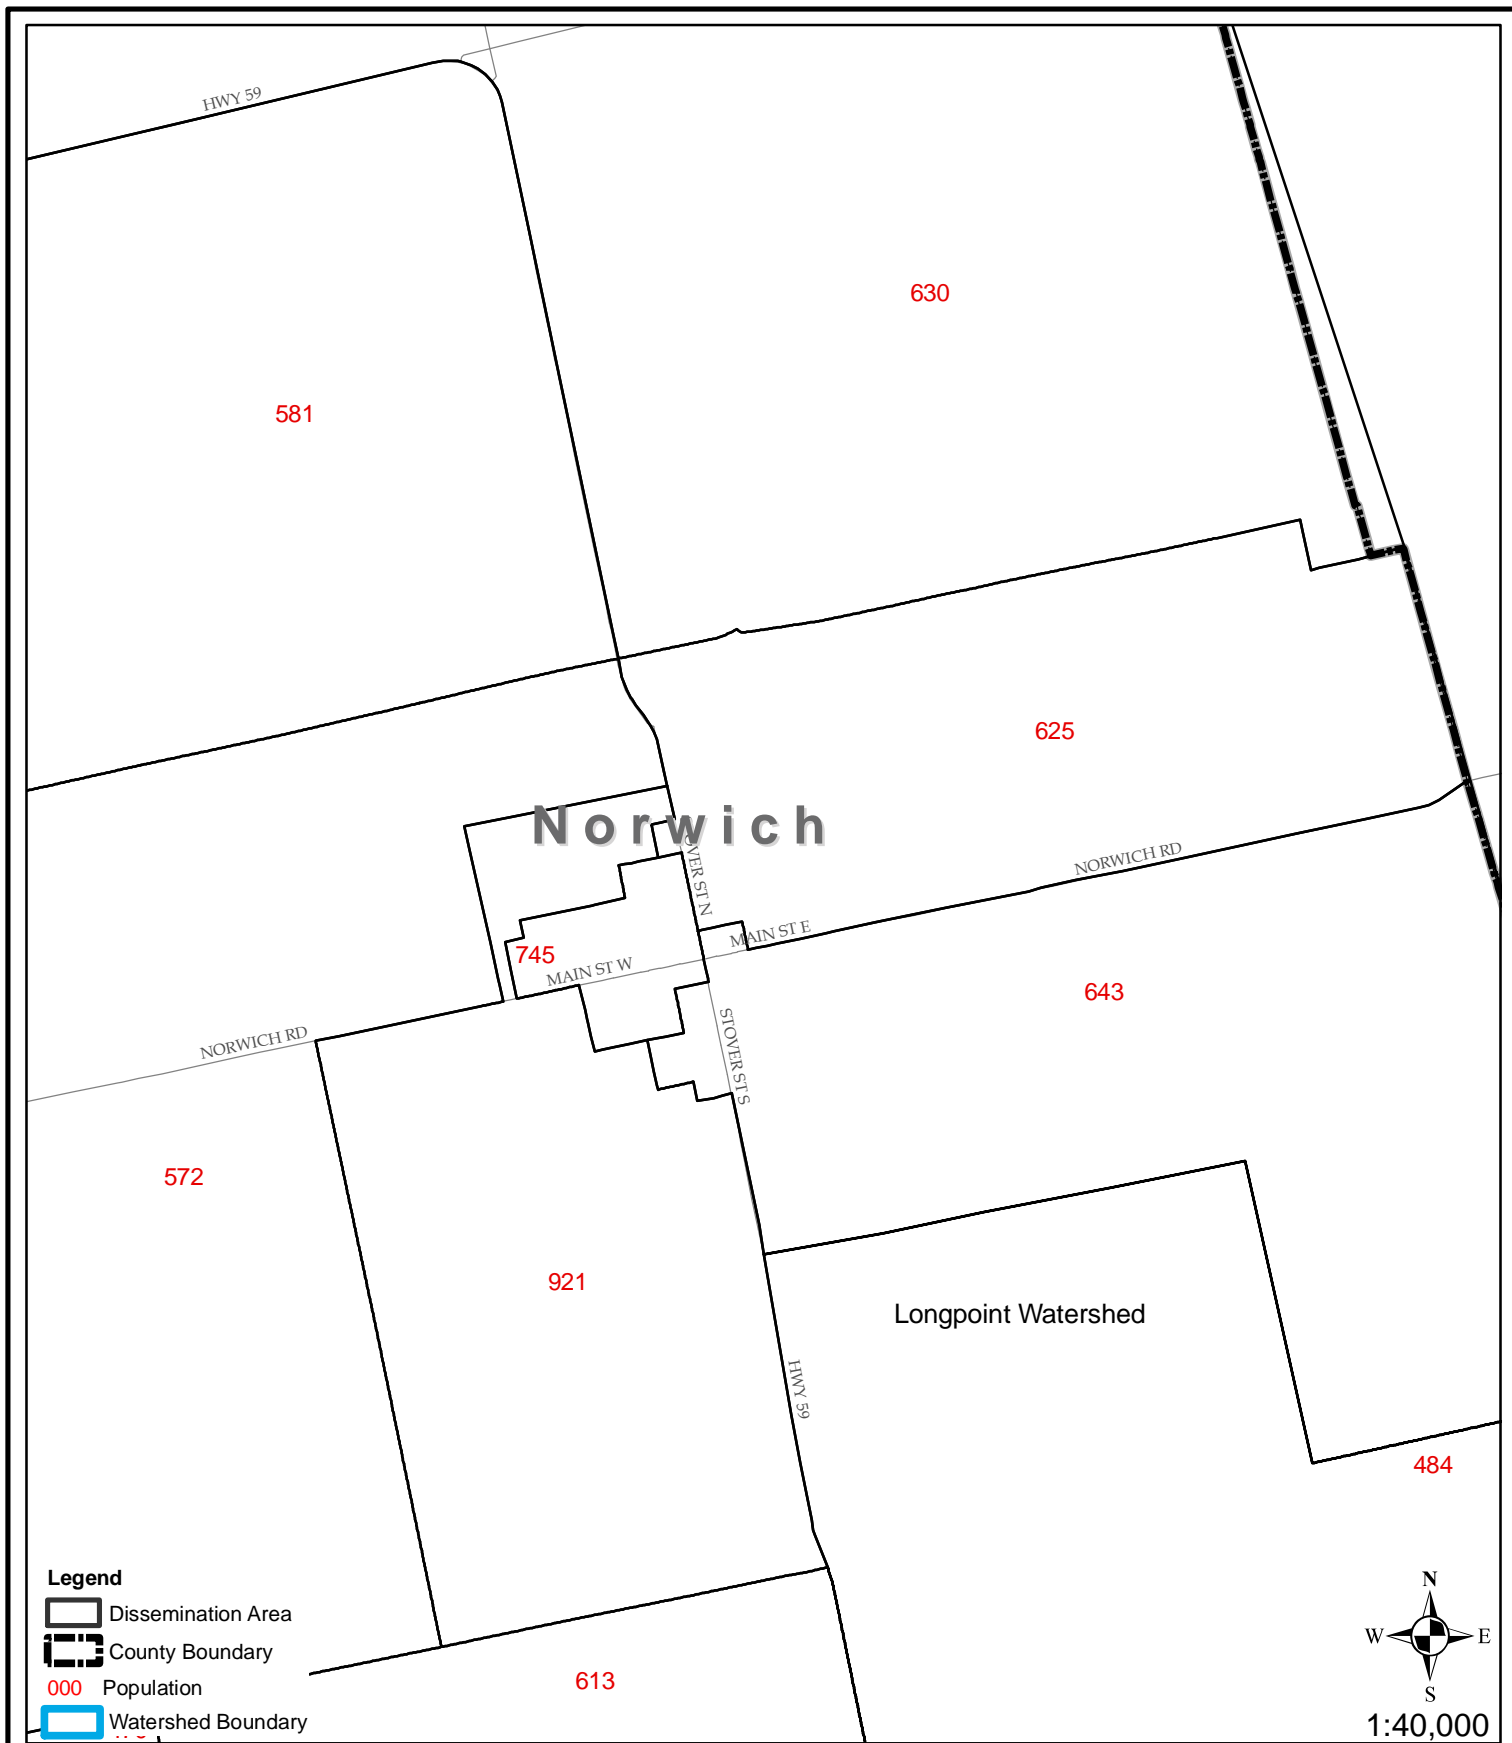 HWY 59
630
581
625
Norwich
OVER ST N
NORWICH RD
MAIN ST E
745
MAIN ST W
643
STOVER ST S
NORWICH RD
572
921
Longpoint Watershed
HWY 59
484
Legend
Dissemination Area
County Boundary
000 Population
Watershed Boundary
613
N
W E
S
1:40,000